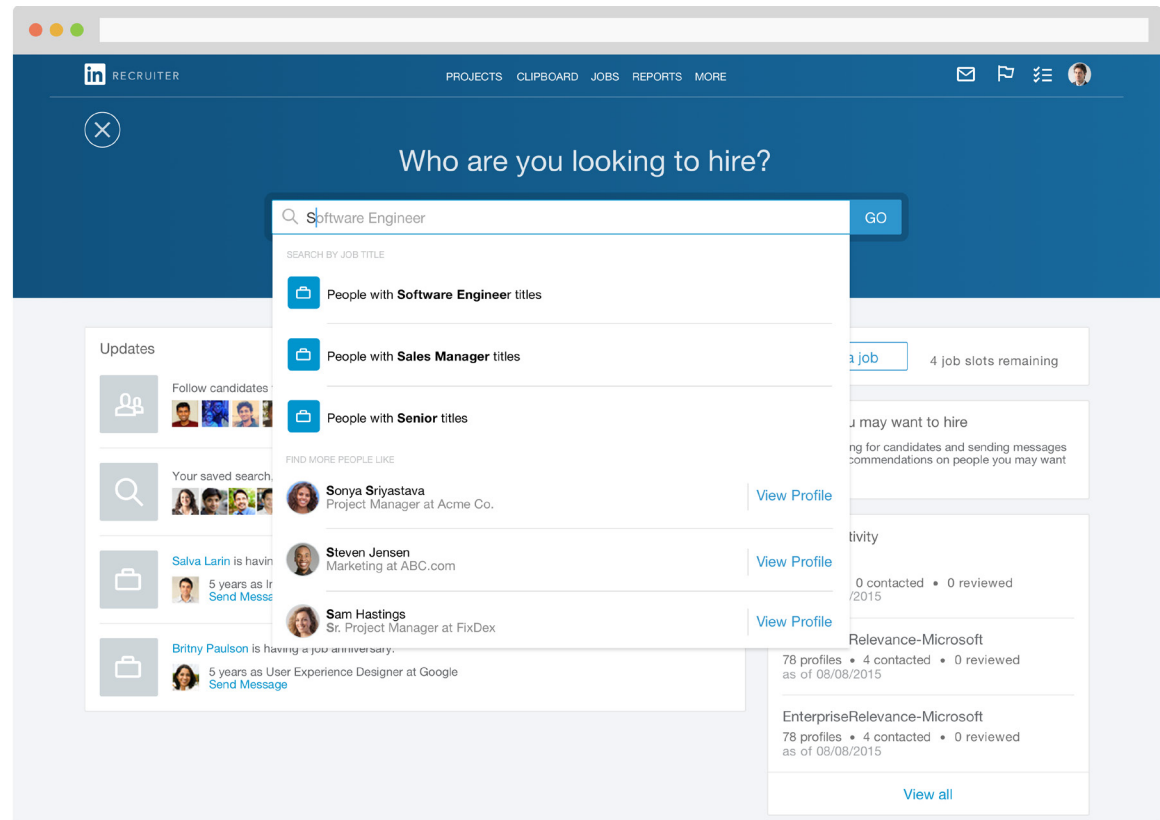 in RECRUITER
PROJECTS CLIPBOARD JOBS REPORTS MORE
Who are you looking to hire?
Software Engineer
GO
SEARCH BY JOB TITLE
People with Software Engineer titles
People with Sales Manager titles
People with Senior titles
FIND MORE PEOPLE LIKE
Sonya Sriyastava
Project Manager at Acme Co.
View Profile
Steven Jensen
Marketing at ABC.com
View Profile
Sam Hastings
Sr. Project Manager at FixDex
View Profile
Updates
Follow candidates
Your saved search,
Salva Larin is
5 years as
Send
Britny Paulson is having a job anniversary.
5 years as User Experience Designer at Google
Send Message
a job
4 job slots remaining
may want to hire
for candidates and sending messages
on people you may want
0 contacted • 0 reviewed
/2015
Relevance-Microsoft
78 profiles • 4 contacted • 0 reviewed
as of 08/08/2015
EnterpriseRelevance-Microsoft
78 profiles • 4 contacted • 0 reviewed
as of 08/08/2015
View all